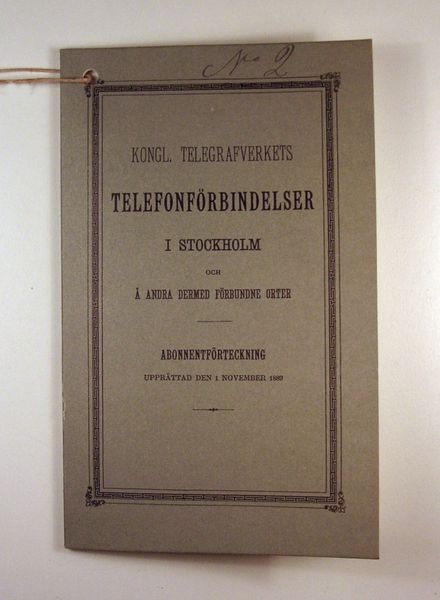 No 2
KONGL. TELEGRAFVERKETS
TELEFONFÖRBINDELSER
I STOCKHOLM
OCH
Å ANDRA DERMED FÖRBUNDNE ORTER
ABONNENTFÖRTECKNING
UPPRÄTTAD DEN 1 NOVEMBER 1889